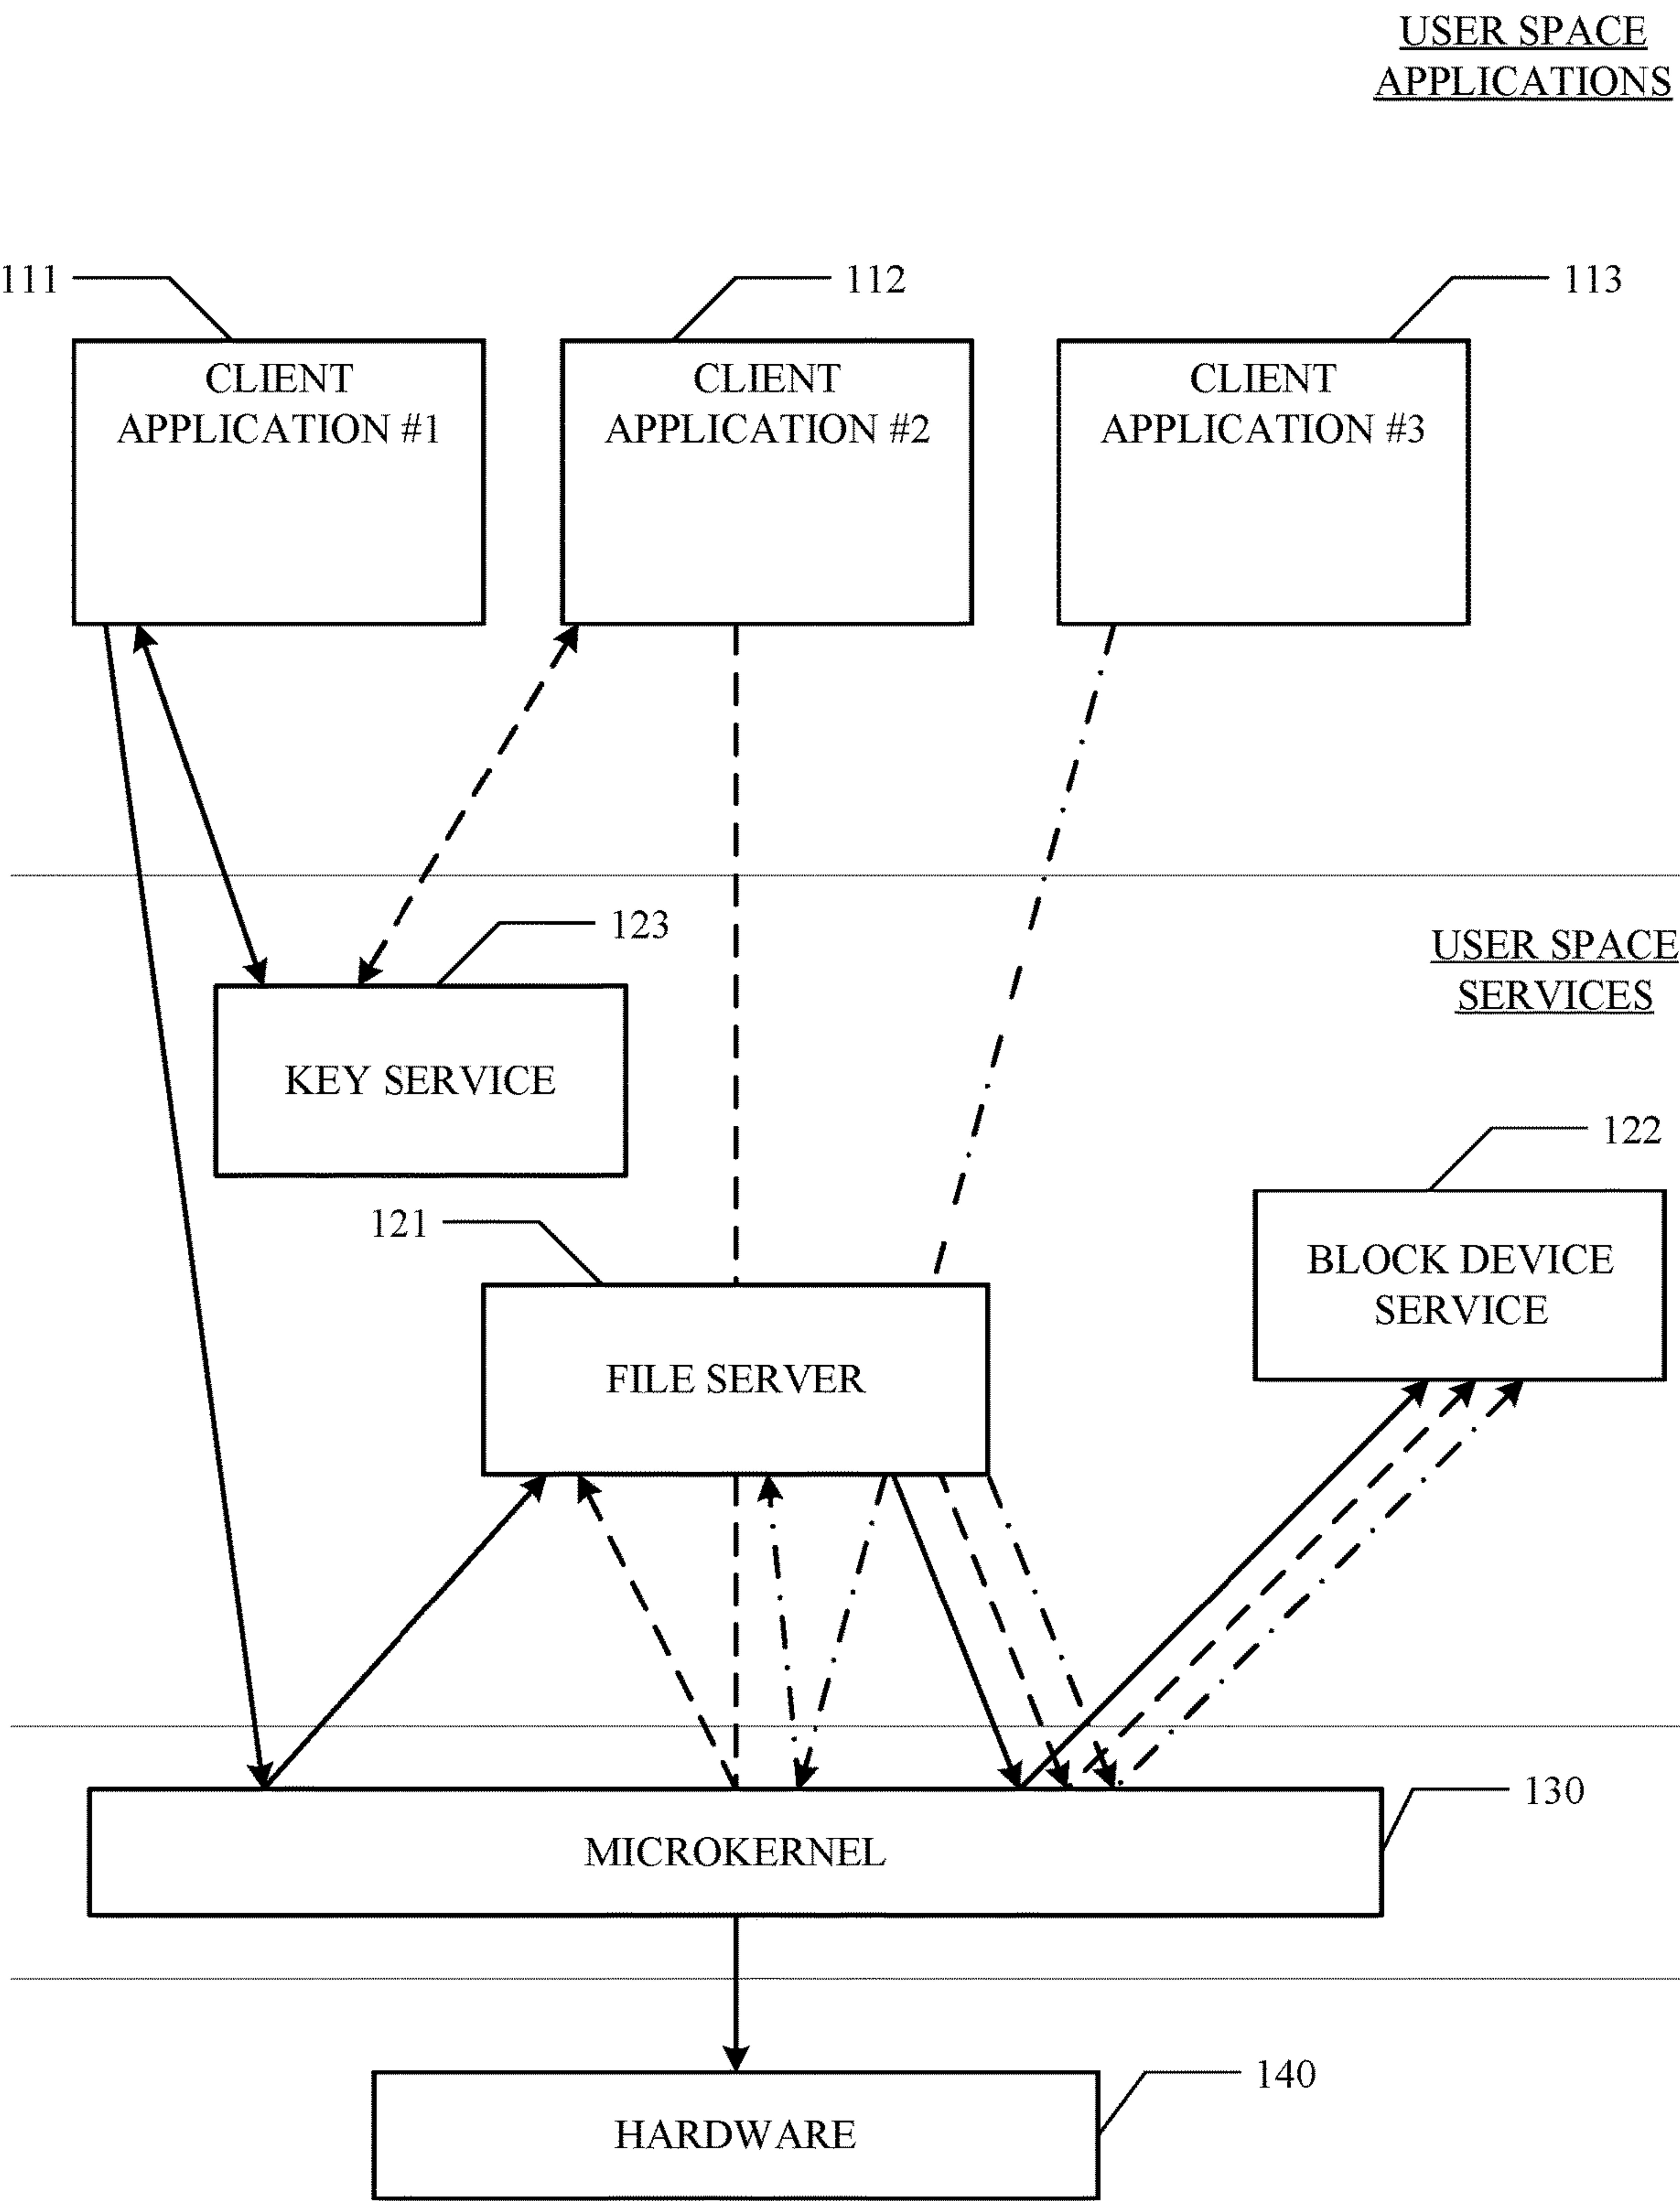 USER SPACE
APPLICATIONS
111
112
113
CLIENT
APPLICATION #1
CLIENT
APPLICATION #2
CLIENT
APPLICATION #3
123
USER SPACE
SERVICES
KEY SERVICE
122
121
BLOCK DEVICE
SERVICE
FILE SERVER
130
MICROKERNEL
140
HARDWARE